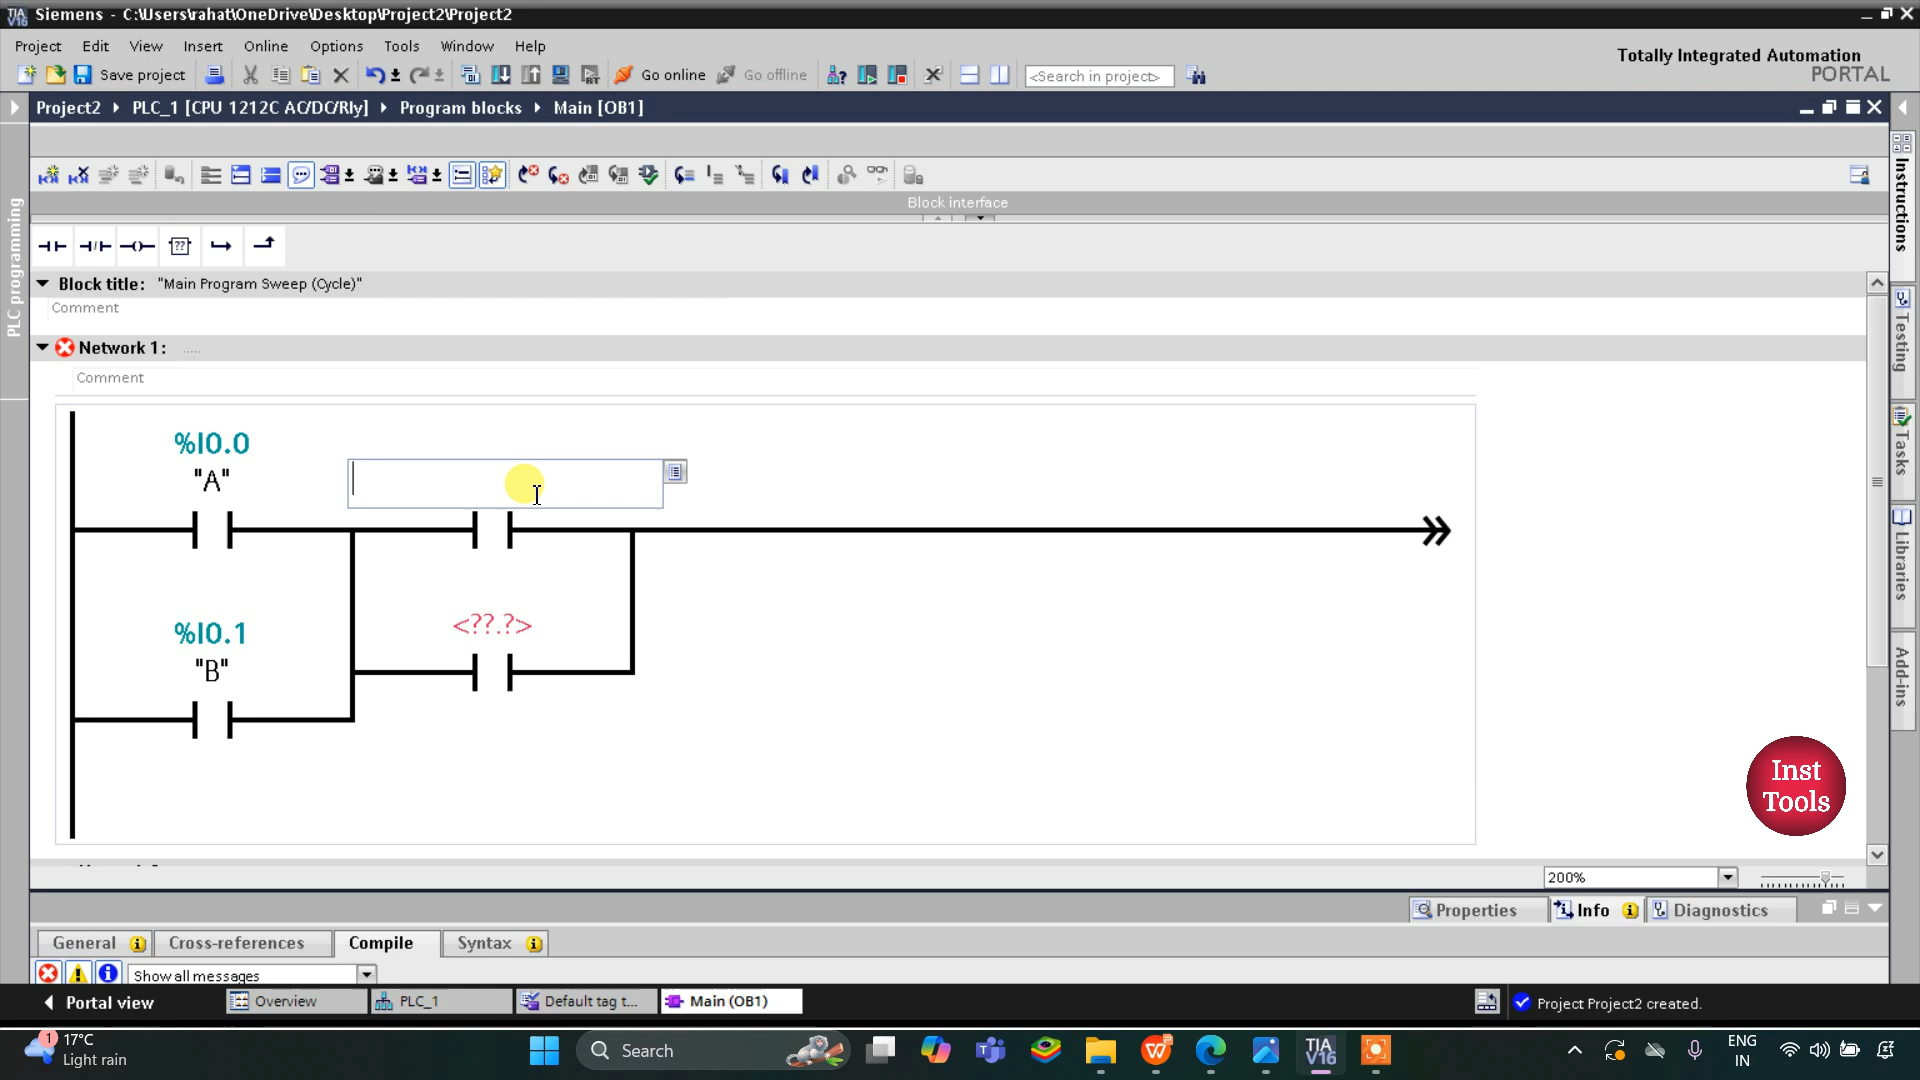 TIA
V16
Siemens - C:\Users\rahat\OneDrive\Desktop\Project2\Project2
Project Edit View Insert Online Options Tools Window Help
Totally Integrated Automation
PORTAL
Save project
Go online
Go offline
<Search in project>
Project2 PLC_1 [CPU 1212C AC/DC/Rly] Program blocks Main [OB1]
Block interface
??
Block title: "Main Program Sweep (Cycle)"
Comment
Network 1: .....
Comment
%I0.0
"A"
<??.?>
%I0.1
"B"
PLC programming
Instructions
Testing
Tasks
Libraries
Add-ins
Inst
Tools
200%
Properties Info Diagnostics
General Cross-references Compile Syntax
Show all messages
Portal view Overview PLC_1 Default tag t... Main (OB1)
Project Project2 created.
1
17°C
Light rain
Search
TIA
V16
ENG
IN